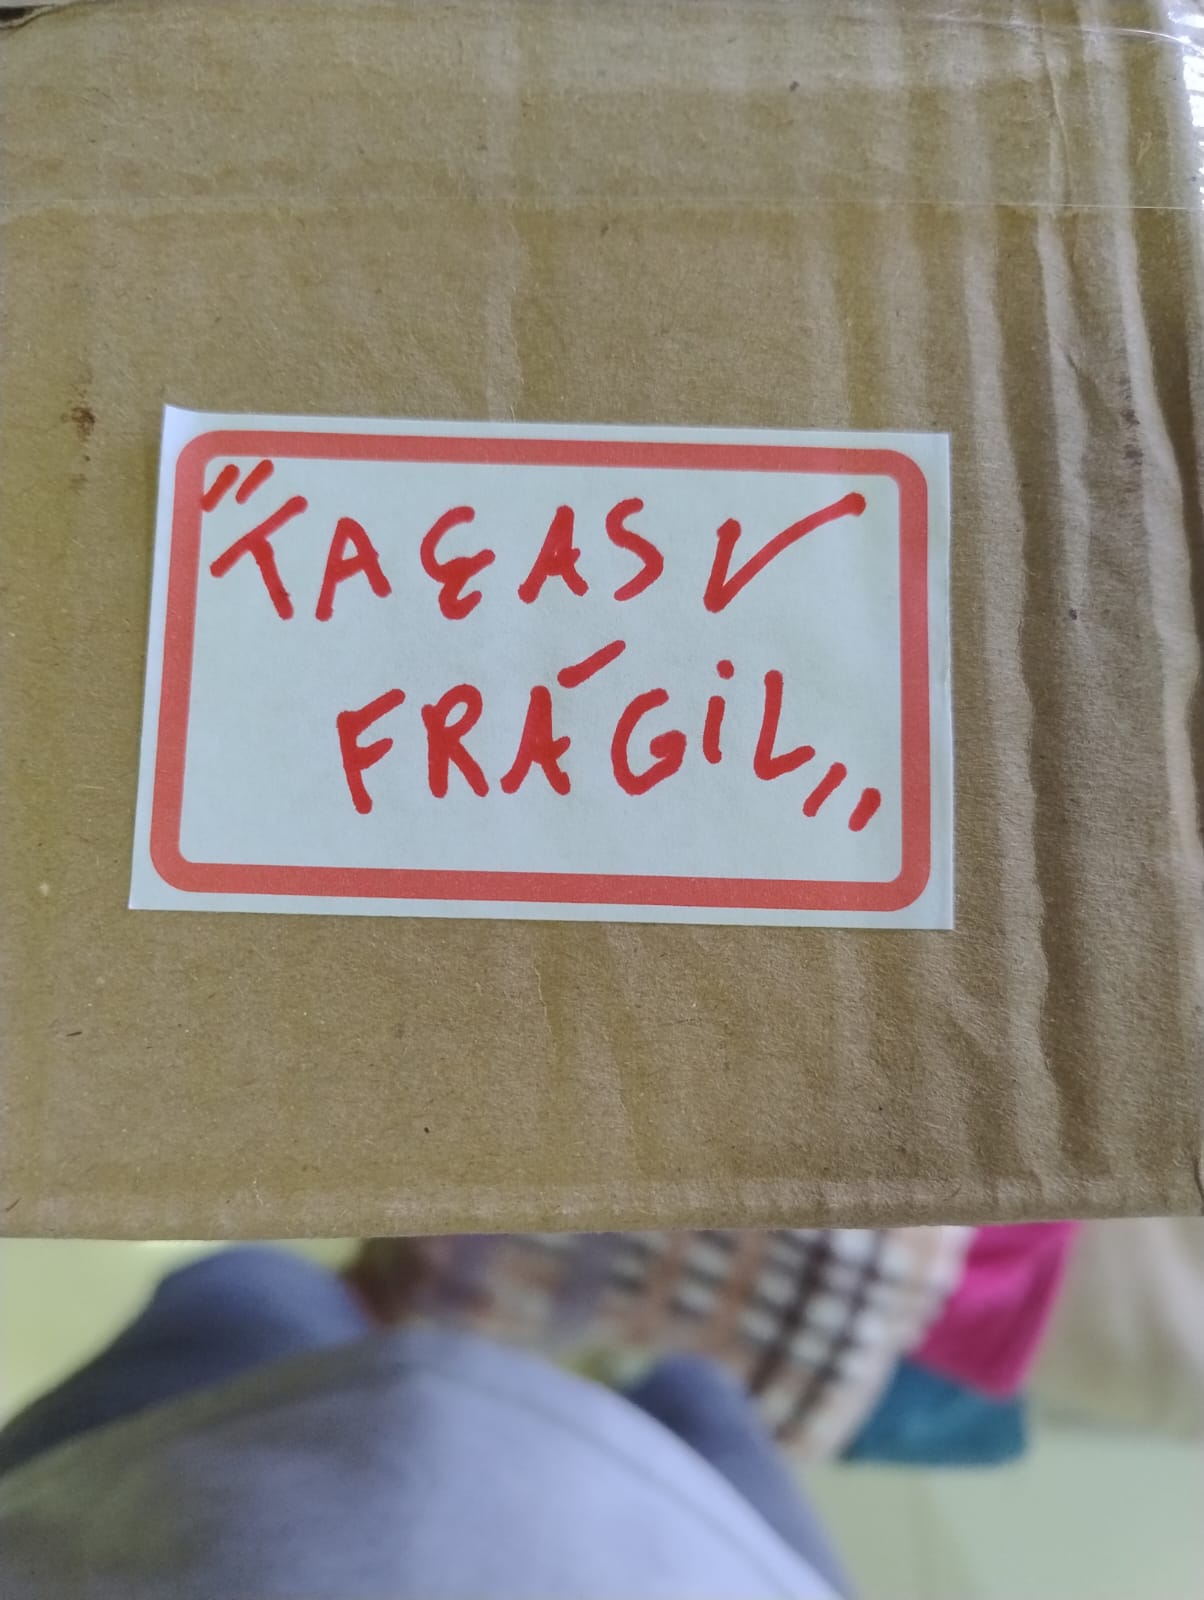 "TAÇAS ✓
FRÁGIL"